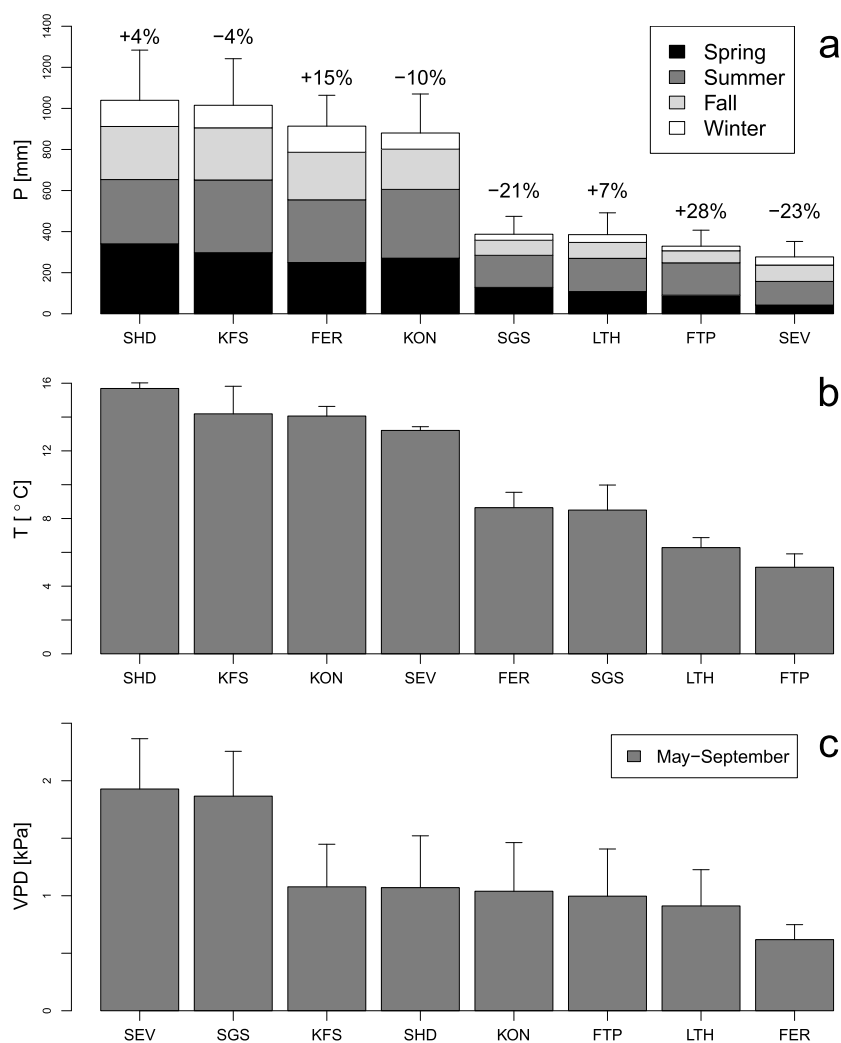 a
P [mm]
0 200 400 600 800 1000 1200 1400
+4% −4% +15% −10% −21% +7% +28% −23%
Spring
Summer
Fall
Winter
SHD KFS FER KON SGS LTH FTP SEV
b
T [ ° C]
0 4 8 12 16
SHD KFS KON SEV FER SGS LTH FTP
c
VPD [kPa]
0 1 2
May−September
SEV SGS KFS SHD KON FTP LTH FER